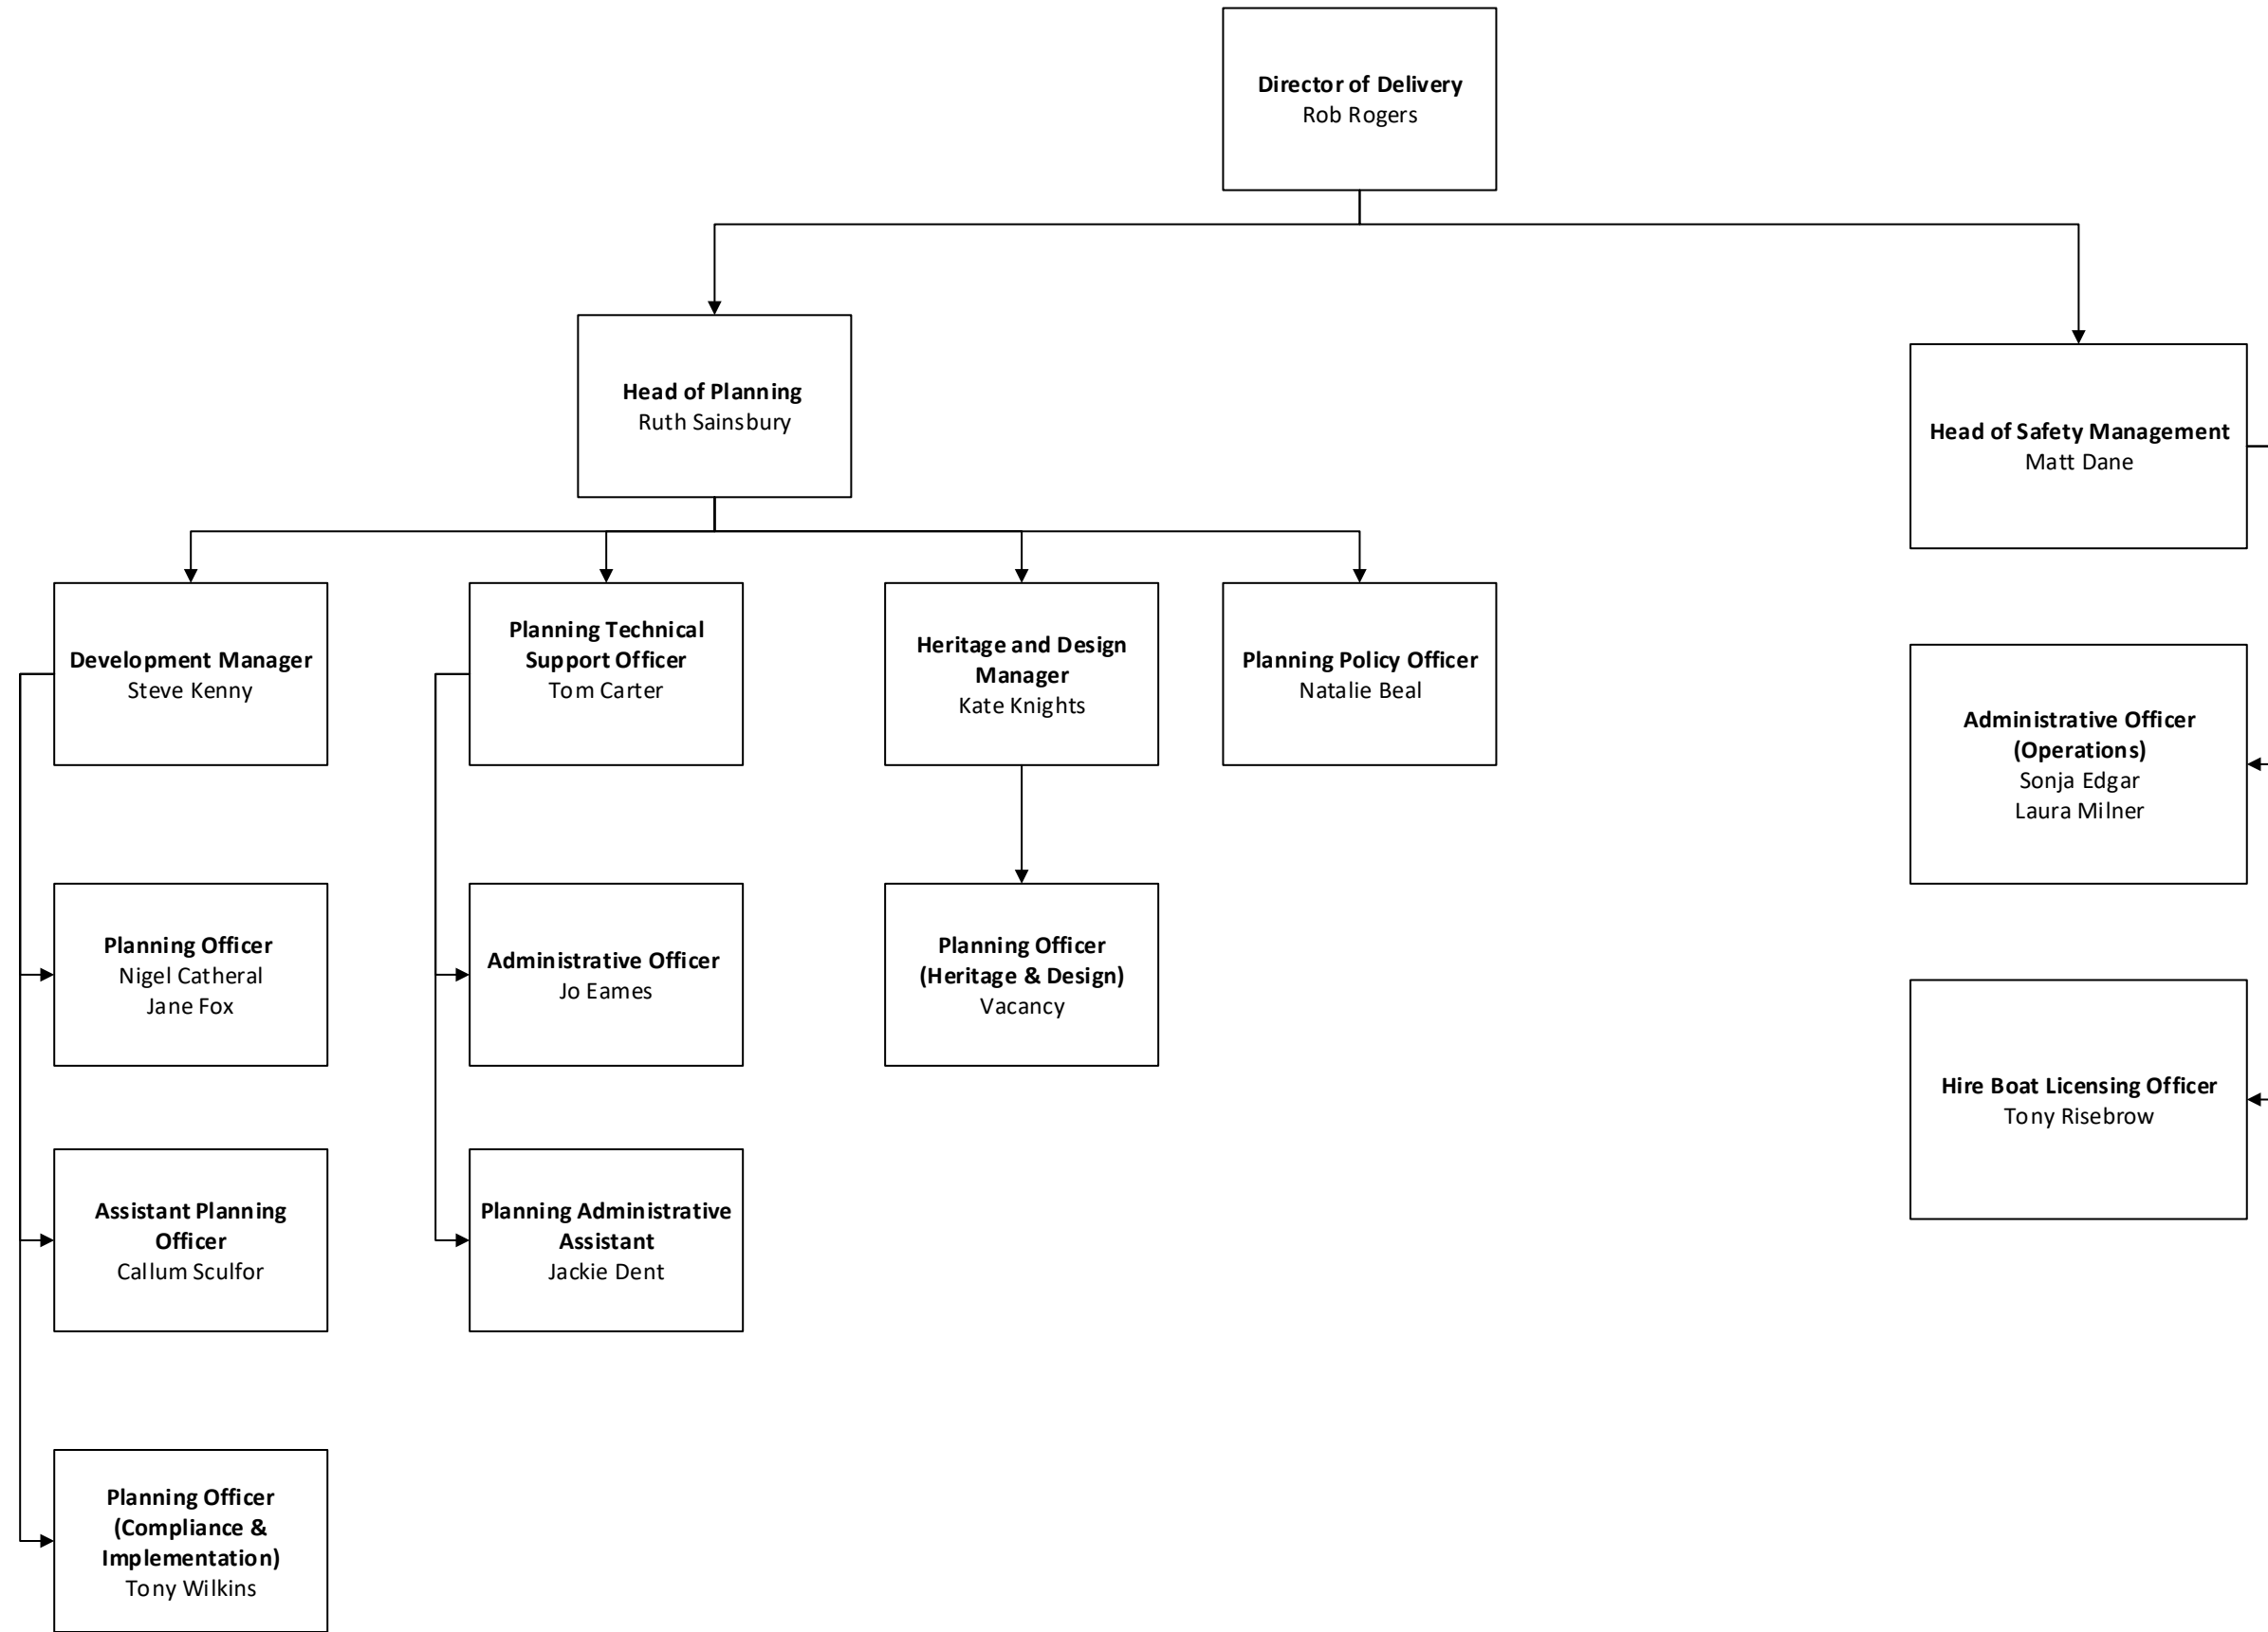 Director of Delivery
Rob Rogers
Head of Planning
Ruth Sainsbury
Head of Safety Management
Matt Dane
Development Manager
Steve Kenny
Planning Technical
Support Officer
Tom Carter
Heritage and Design
Manager
Kate Knights
Planning Policy Officer
Natalie Beal
Administrative Officer
(Operations)
Sonja Edgar
Laura Milner
Planning Officer
Nigel Catheral
Jane Fox
Administrative Officer
Jo Eames
Planning Officer
(Heritage & Design)
Vacancy
Hire Boat Licensing Officer
Tony Risebrow
Assistant Planning
Officer
Callum Sculfor
Planning Administrative
Assistant
Jackie Dent
Planning Officer
(Compliance &
Implementation)
Tony Wilkins